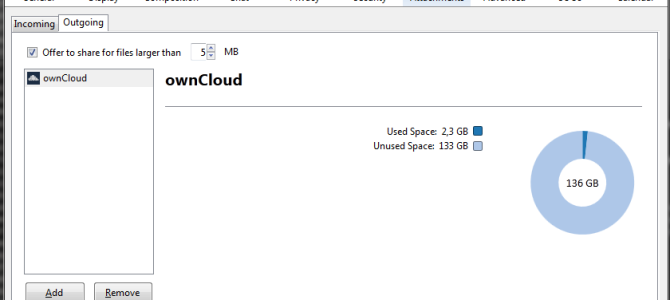 Attachments
Incoming Outgoing
Offer to share for files larger than 5 MB
ownCloud
ownCloud
Used Space: 2,3 GB
Unused Space: 133 GB
136 GB
Add Remove